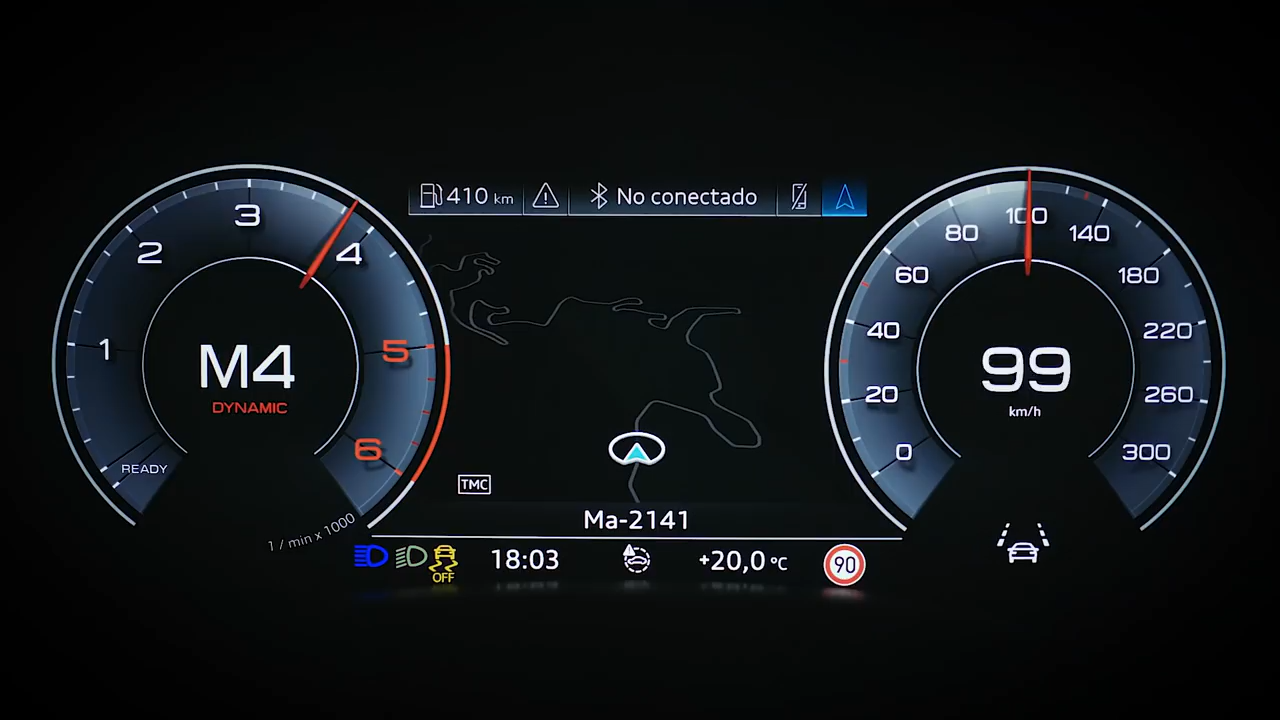 410 km
No conectado
1
2
3
4
5
6
READY
M4
DYNAMIC
1 / min x 1000
TMC
Ma-2141
OFF
18:03
+20,0 °C
90
0
20
40
60
80
100
140
180
220
260
300
99
km/h